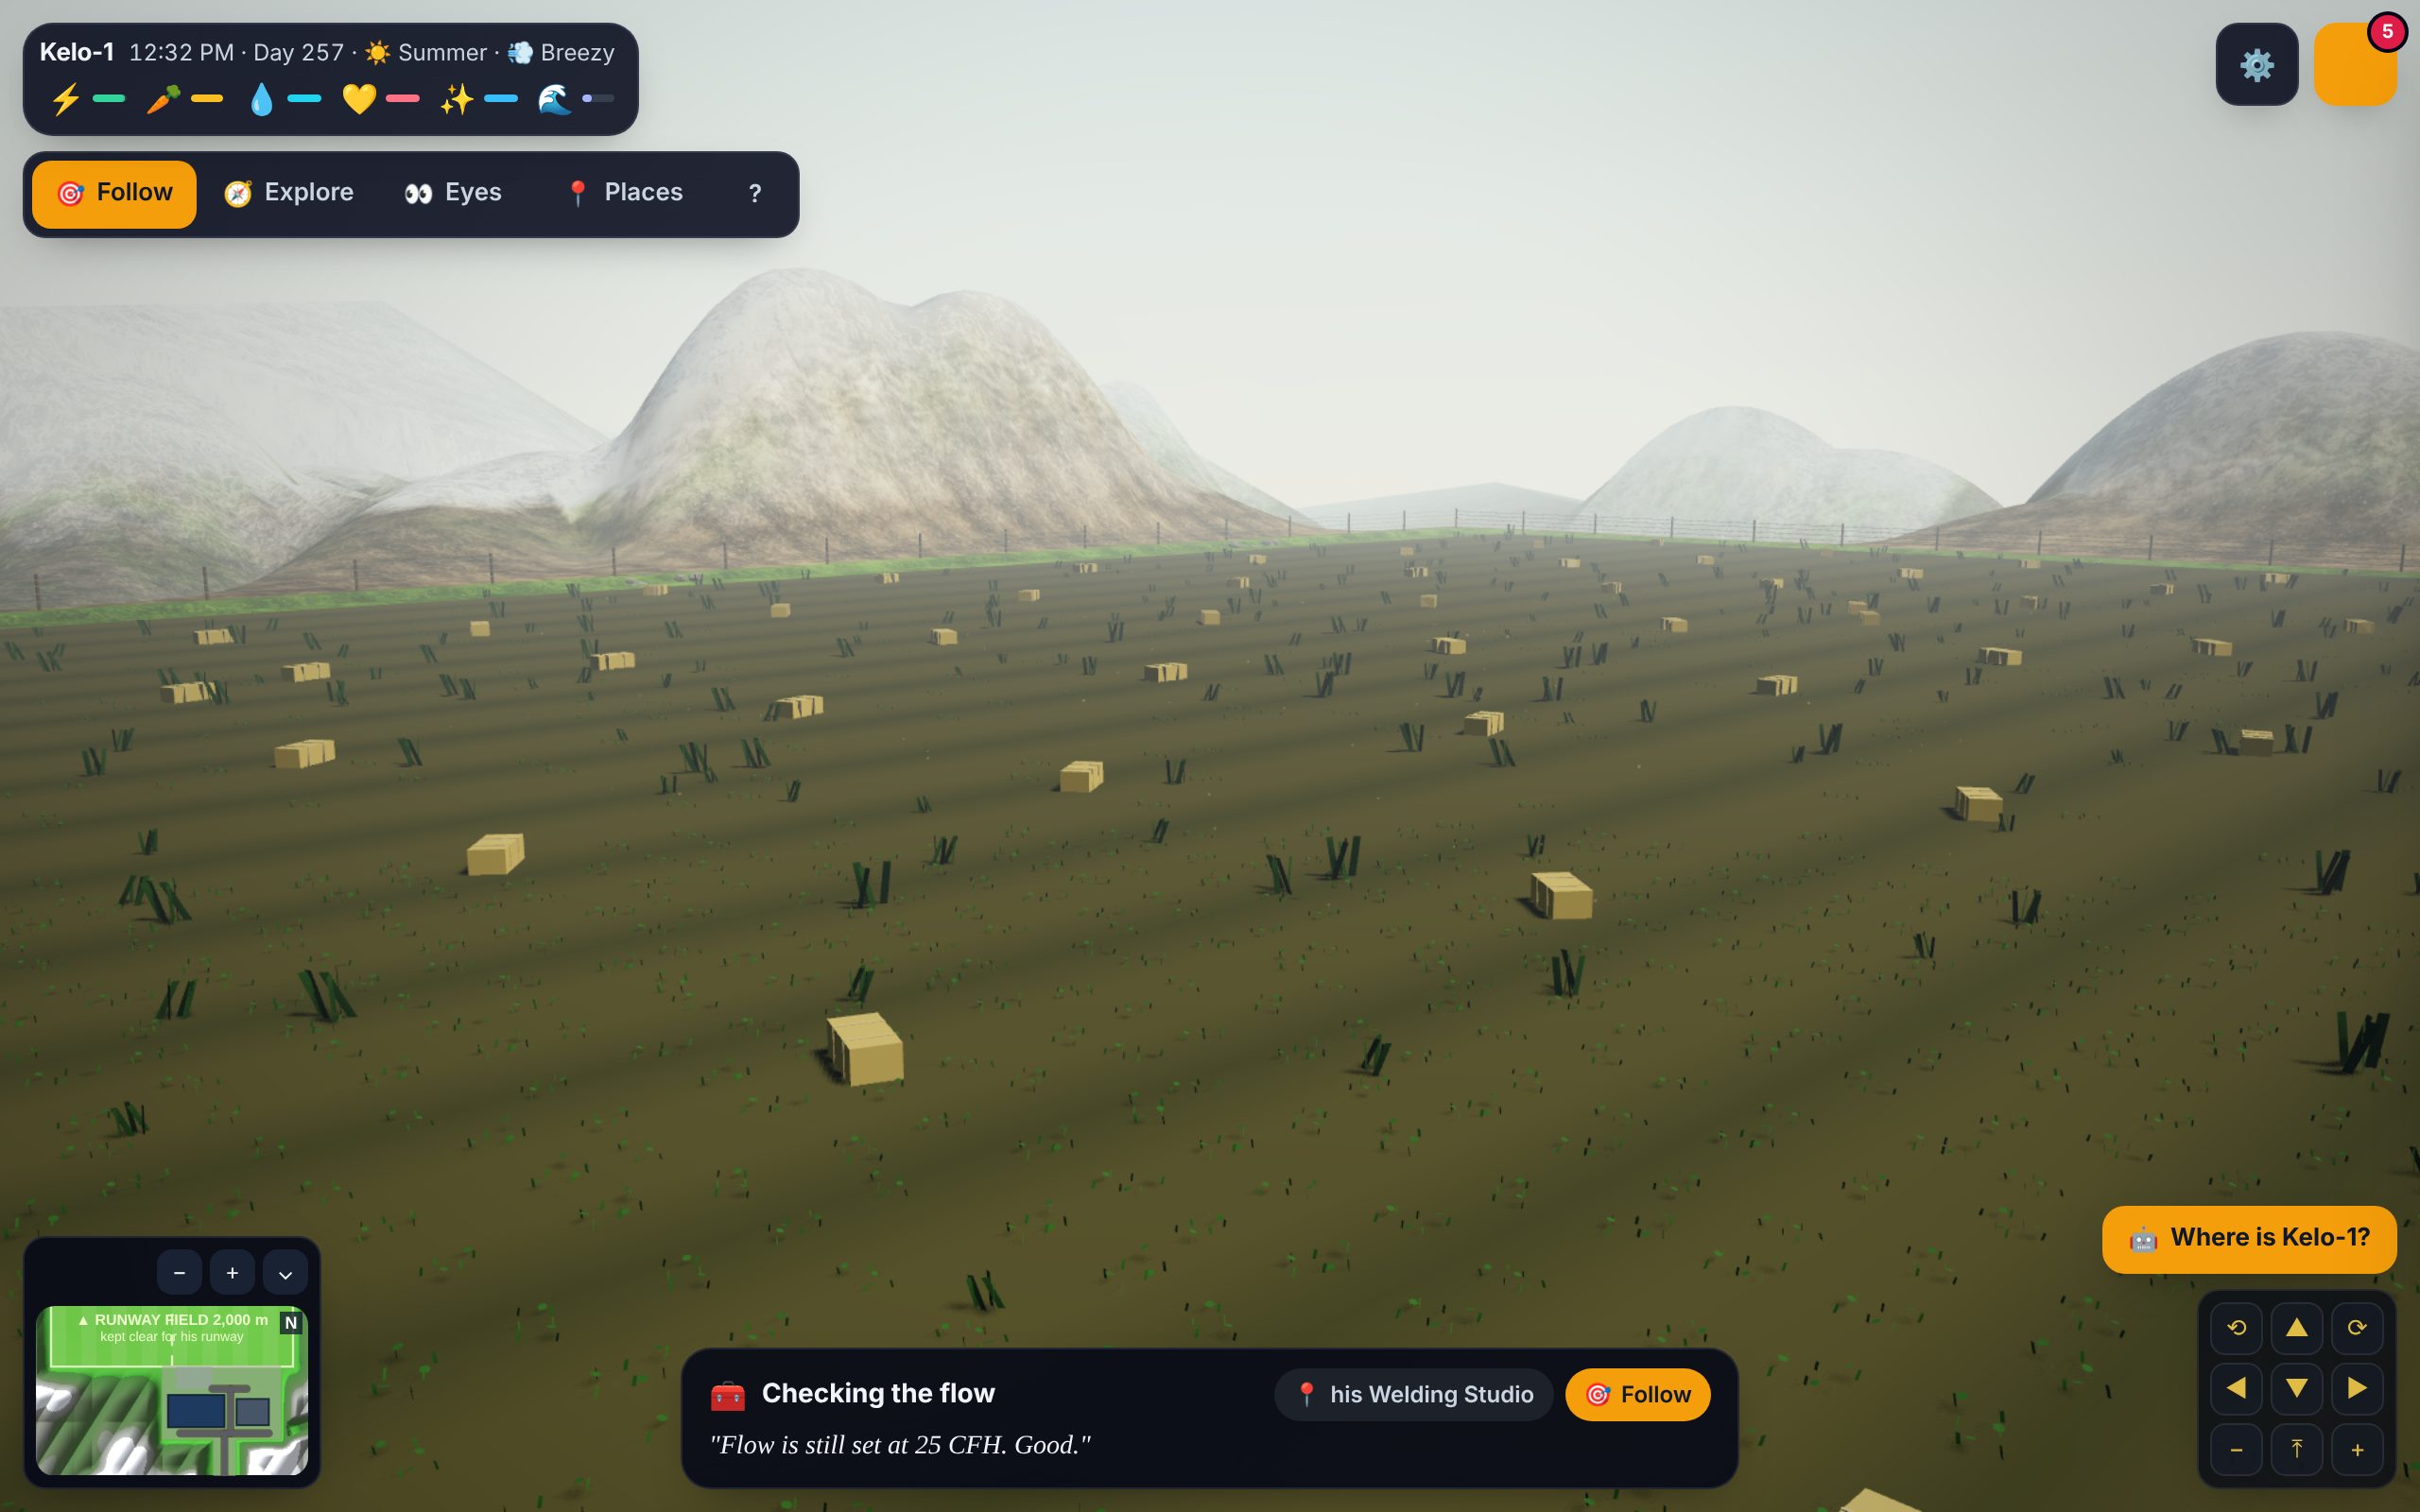 Kelo-1 12:32 PM · Day 257 · ☀️ Summer · 💨 Breezy
5
Follow
Explore
Eyes
Places
?
Where is Kelo-1?
▲ RUNWAY FIELD 2,000 m
N
kept clear for his runway
Checking the flow
his Welding Studio
Follow
"Flow is still set at 25 CFH. Good."